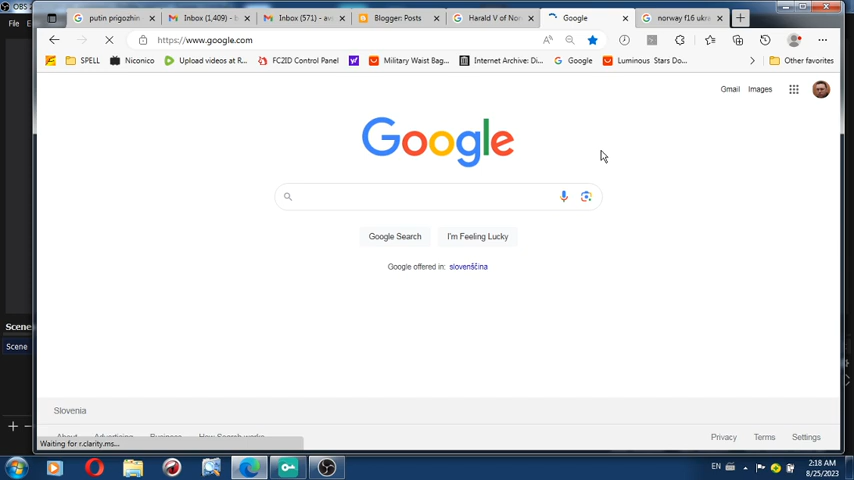 OBS 2
File
putin prigozhin
Inbox (1,409) - b
Inbox (571) - avs
Blogger: Posts
Harald V of Nor
Google
norway f16 ukra
https://www.google.com
SPELL
Niconico
Upload videos at R...
FC2ID Control Panel
Military Waist Bag...
Internet Archive: Di...
Google
Luminous Stars Do...
Other favorites
Gmail Images
Google
Google Search
I'm Feeling Lucky
Google offered in: slovenščina
Scene
Scene
Slovenia
About Advertising Business How Search works
Privacy Terms Settings
Waiting for r.clarity.ms...
EN
2:18 AM
8/25/2023